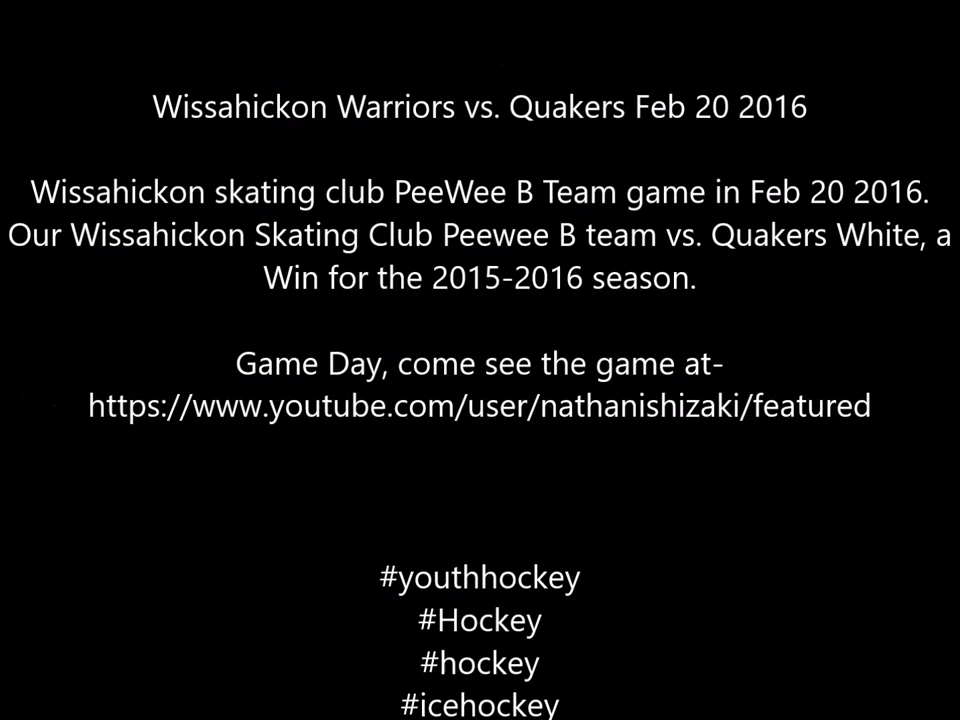 Wissahickon Warriors vs. Quakers Feb 20 2016
Wissahickon skating club PeeWee B Team game in Feb 20 2016.
Our Wissahickon Skating Club Peewee B team vs. Quakers White, a
Win for the 2015-2016 season.
Game Day, come see the game at-
https://www.youtube.com/user/nathanishizaki/featured
#youthhockey
#Hockey
#hockey
#icehockey